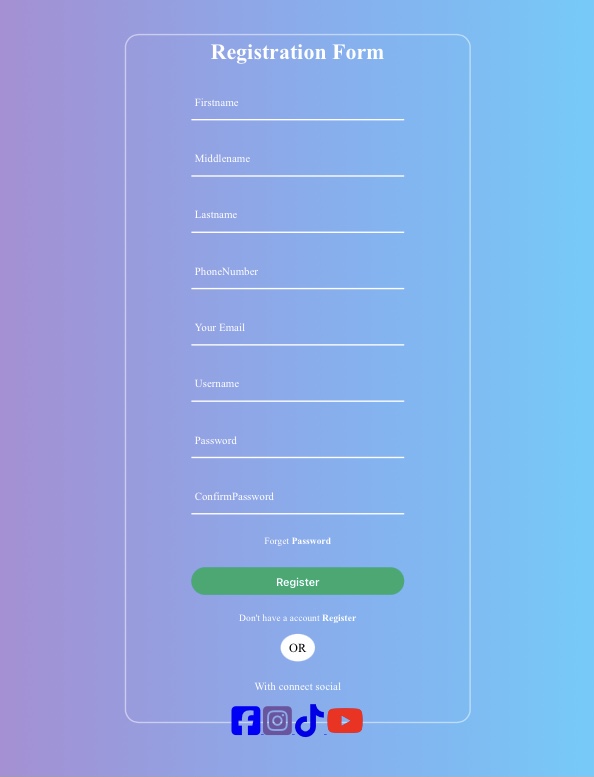 Registration Form
Firstname
Middlename
Lastname
PhoneNumber
Your Email
Username
Password
ConfirmPassword
Forget Password
Register
Don't have a account Register
OR
With connect social